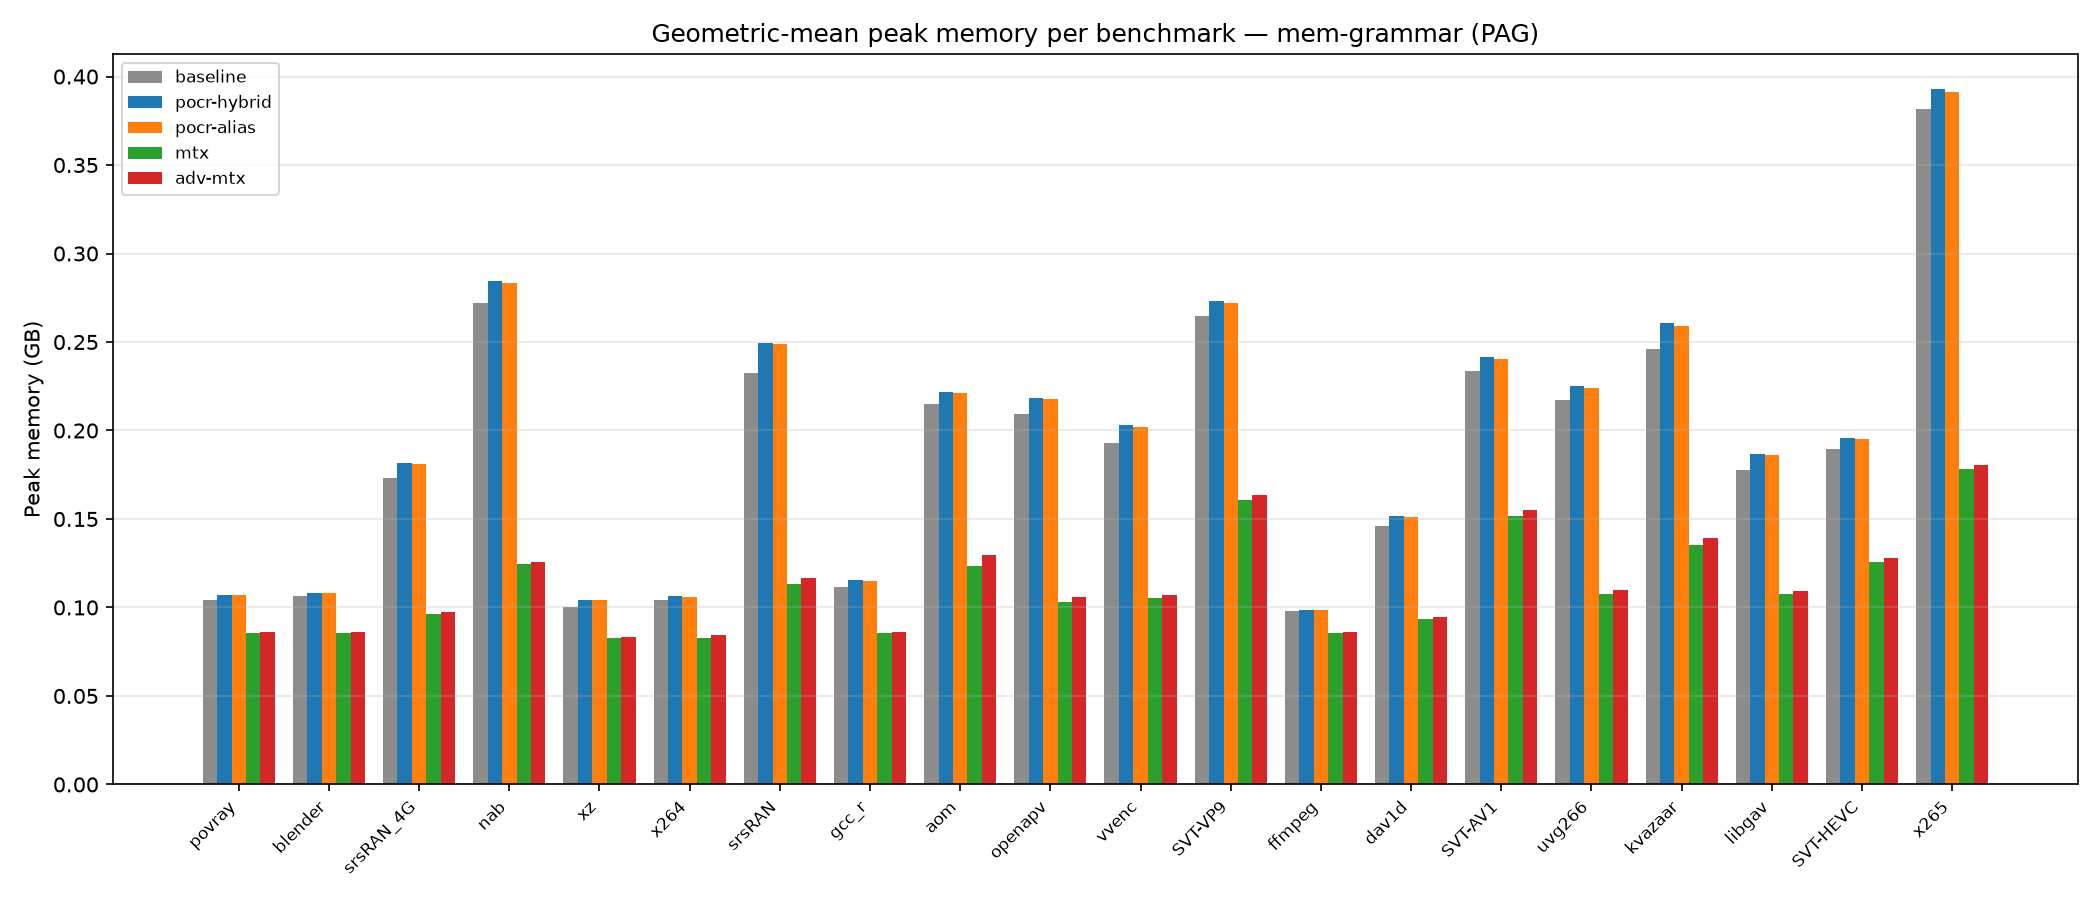 Geometric-mean peak memory per benchmark — mem-grammar (PAG)
baseline
pocr-hybrid
pocr-alias
mtx
adv-mtx
Peak memory (GB)
0.40
0.35
0.30
0.25
0.20
0.15
0.10
0.05
0.00
povray
blender
srsRAN_4G
nab
xz
x264
srsRAN
gcc_r
aom
openapv
vvenc
SVT-VP9
ffmpeg
dav1d
SVT-AV1
uvg266
kvazaar
libgav
SVT-HEVC
x265